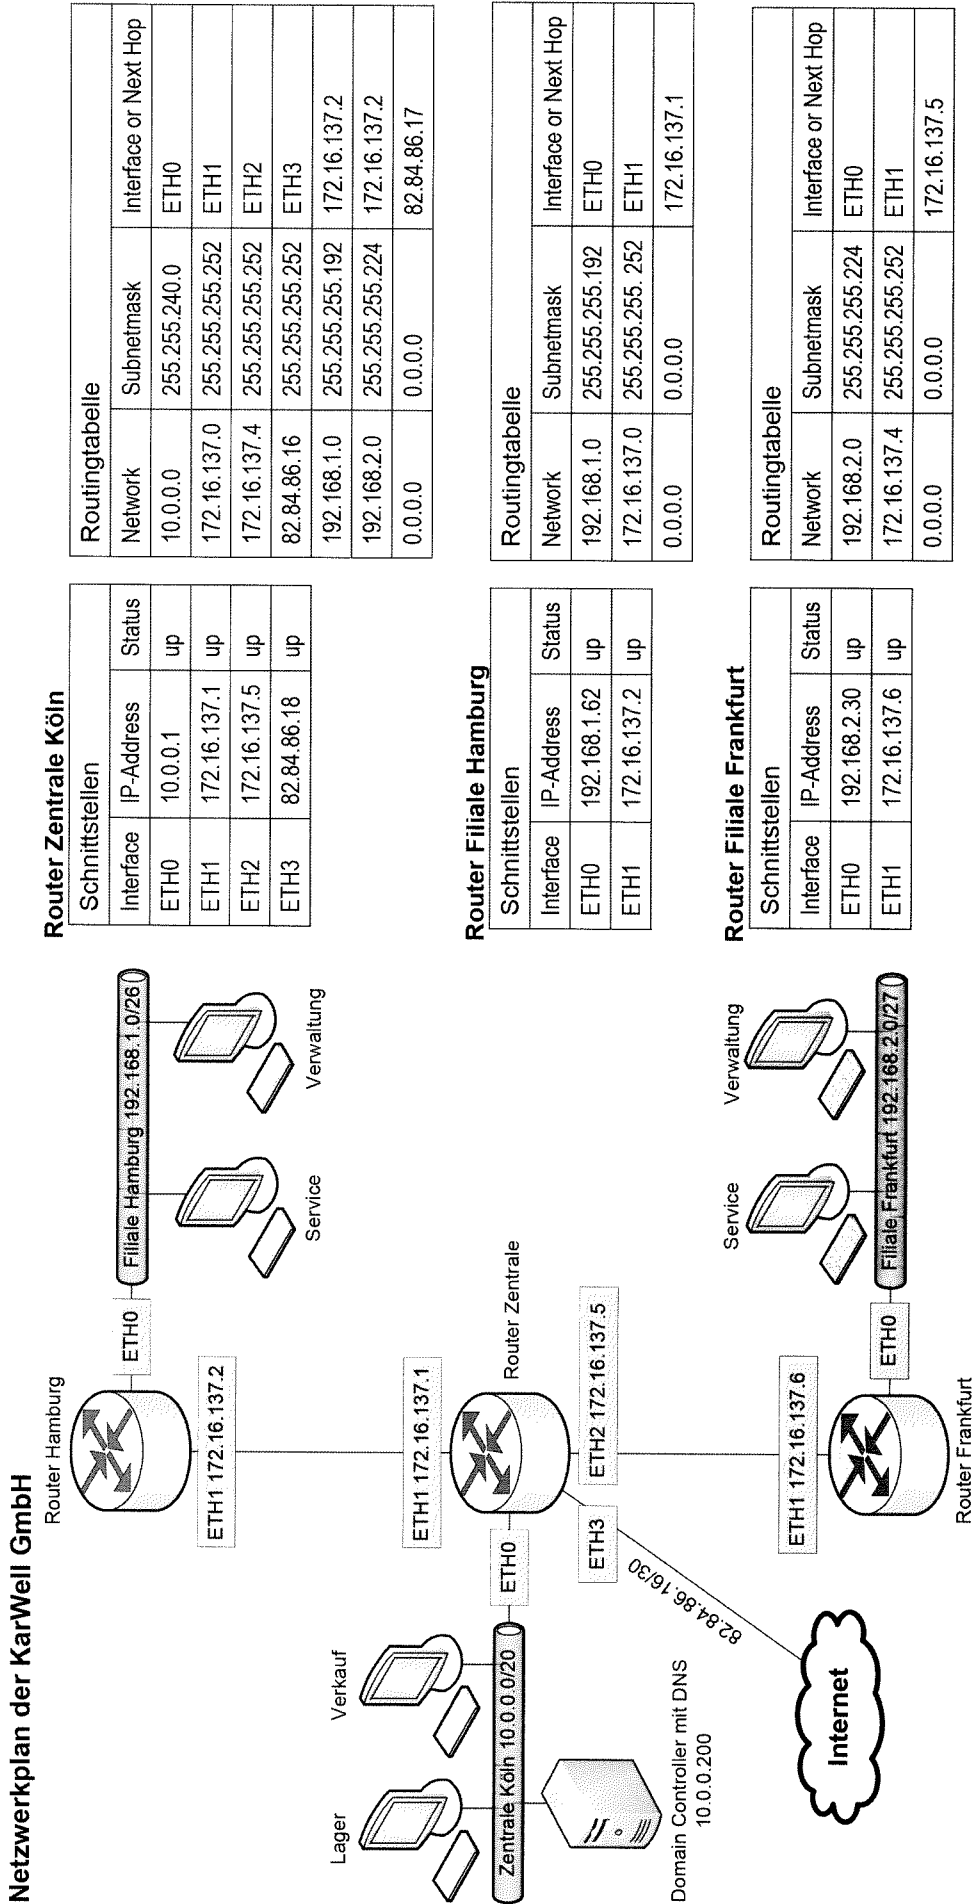 Netzwerkplan der KarWell GmbH
Router Hamburg
ETH0
Filiale Hamburg 192.168.1.0/26
Service
Verwaltung
ETH1 172.16.137.2
Lager
Verkauf
ETH1 172.16.137.1
Router Zentrale
Zentrale Köln 10.0.0.0/20
ETH0
ETH3
ETH2 172.16.137.5
Domain Controller mit DNS
10.0.0.200
82.84.86.16/30
Internet
Service
Verwaltung
ETH1 172.16.137.6
ETH0
Filiale Frankfurt 192.168.2.0/27
Router Frankfurt
Router Zentrale Köln
Schnittstellen
Interface IP-Address Status
ETH0 10.0.0.1 up
ETH1 172.16.137.1 up
ETH2 172.16.137.5 up
ETH3 82.84.86.18 up
Routingtabelle
Network Subnetmask Interface or Next Hop
10.0.0.0 255.255.240.0 ETH0
172.16.137.0 255.255.255.252 ETH1
172.16.137.4 255.255.255.252 ETH2
82.84.86.16 255.255.255.252 ETH3
192.168.1.0 255.255.255.192 172.16.137.2
192.168.2.0 255.255.255.224 172.16.137.2
0.0.0.0 0.0.0.0 82.84.86.17
Router Filiale Hamburg
Schnittstellen
Interface IP-Address Status
ETH0 192.168.1.62 up
ETH1 172.16.137.2 up
Routingtabelle
Network Subnetmask Interface or Next Hop
192.168.1.0 255.255.255.192 ETH0
172.16.137.0 255.255.255. 252 ETH1
0.0.0.0 0.0.0.0 172.16.137.1
Router Filiale Frankfurt
Schnittstellen
Interface IP-Address Status
ETH0 192.168.2.30 up
ETH1 172.16.137.6 up
Routingtabelle
Network Subnetmask Interface or Next Hop
192.168.2.0 255.255.255.224 ETH0
172.16.137.4 255.255.255.252 ETH1
0.0.0.0 0.0.0.0 172.16.137.5